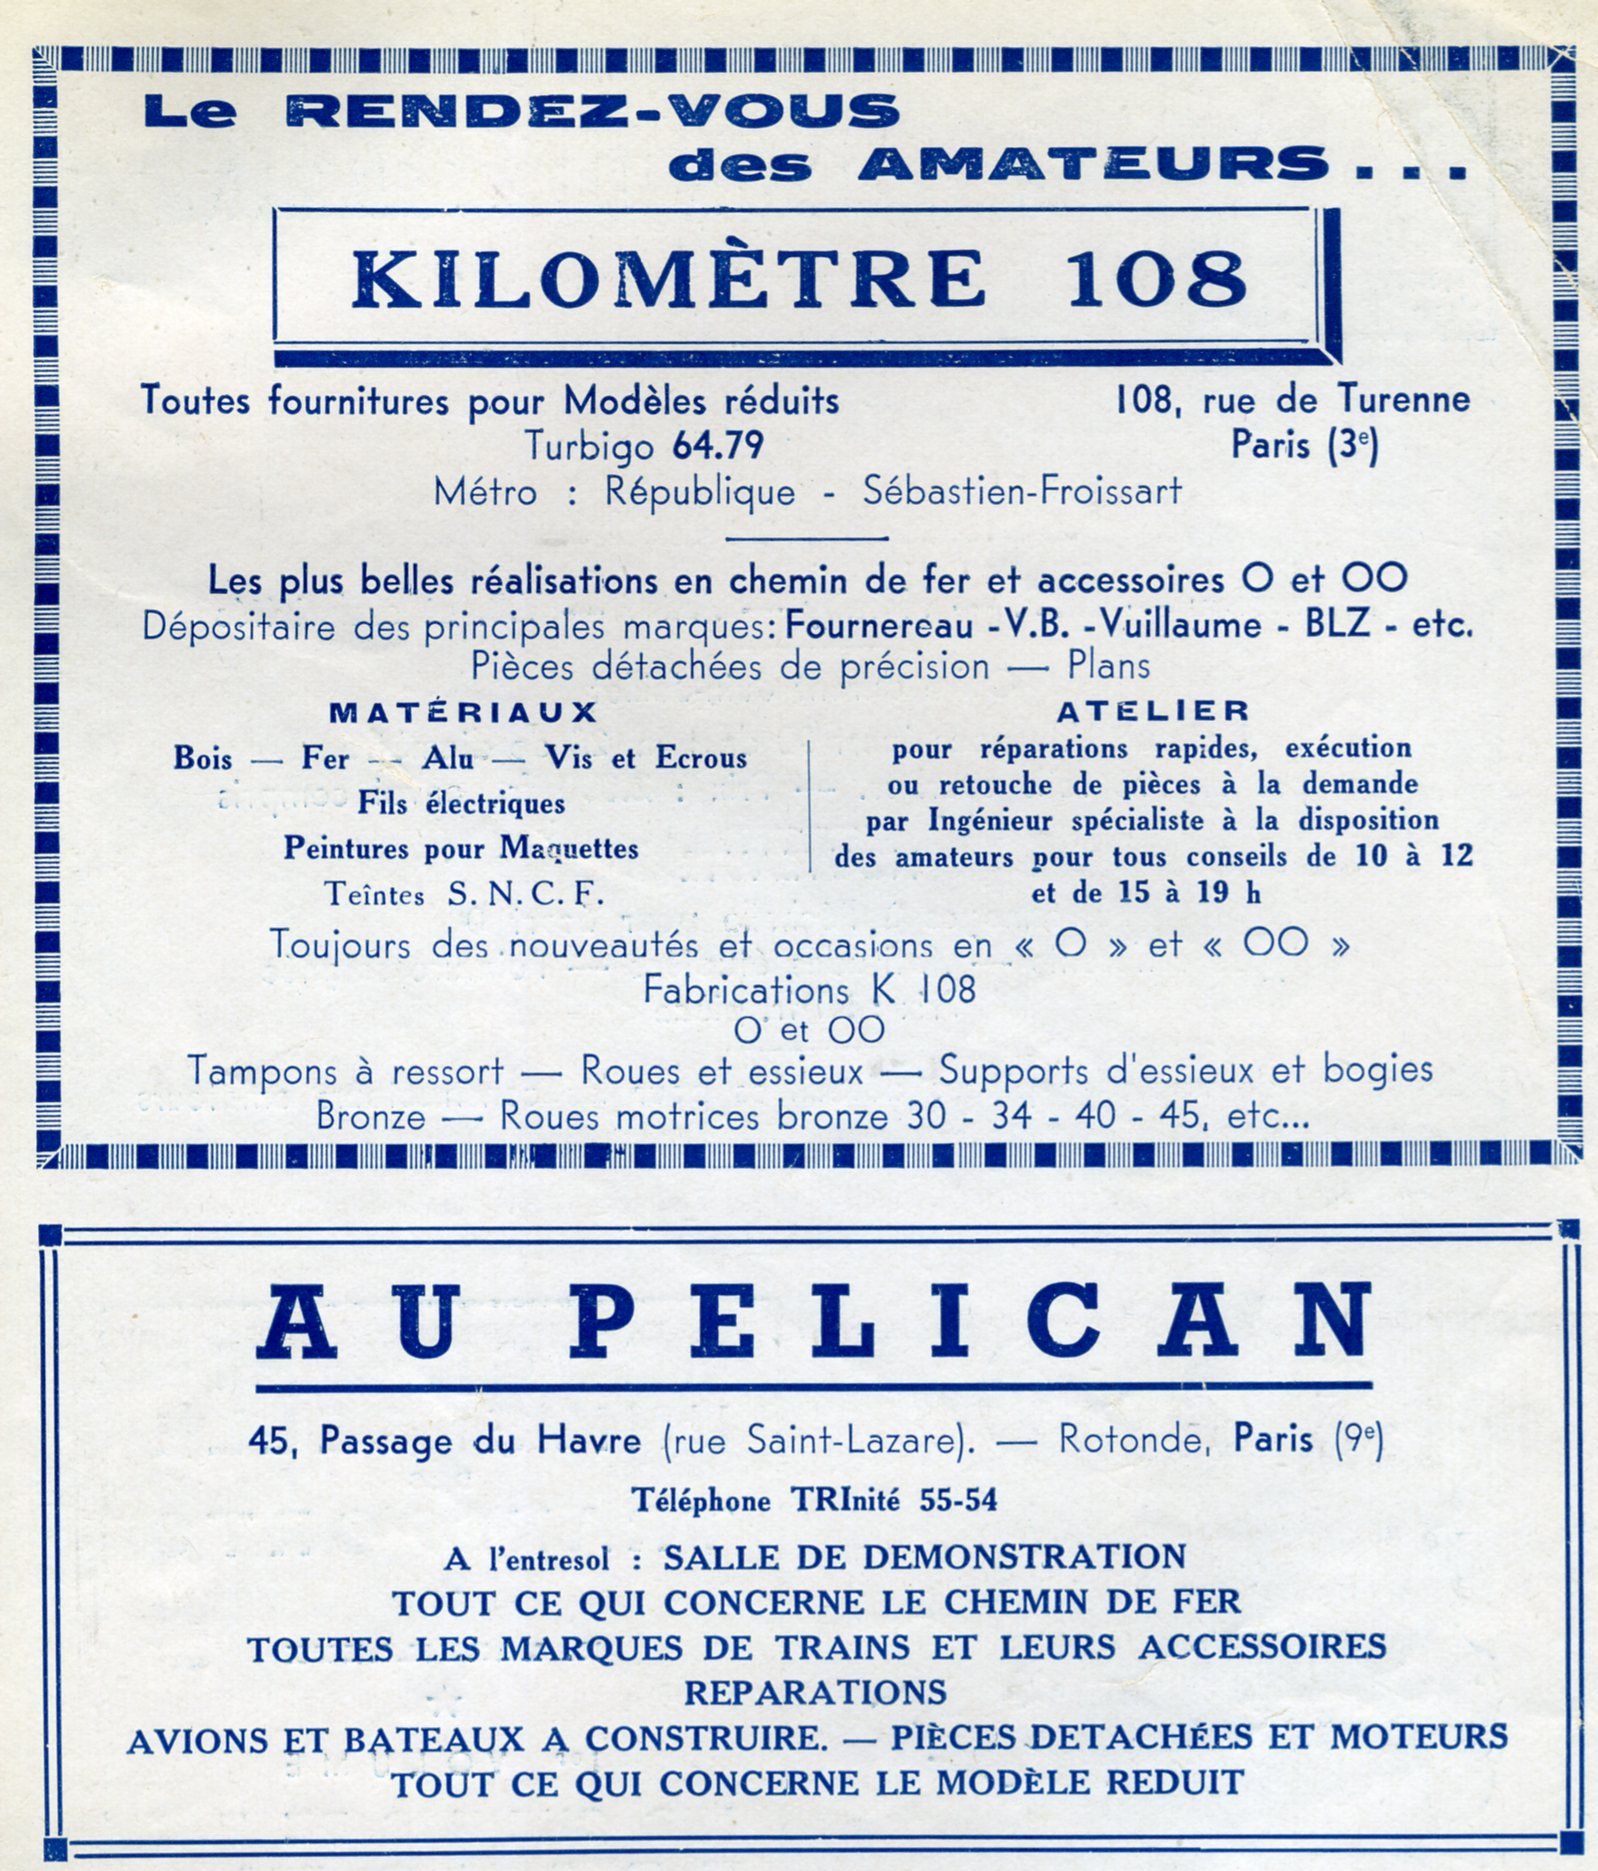 Le RENDEZ-VOUS
des AMATEURS...
KILOMÈTRE 108
Toutes fournitures pour Modèles réduits
Turbigo 64.79
108, rue de Turenne
Paris (3e)
Métro : République - Sébastien-Froissart
Les plus belles réalisations en chemin de fer et accessoires O et OO
Dépositaire des principales marques: Fournereau - V.B. - Vuillaume - BLZ - etc.
Pièces détachées de précision — Plans
MATÉRIAUX
Bois — Fer — Alu — Vis et Ecrous
Fils électriques
Peintures pour Maquettes
Teîntes S. N. C. F.
ATELIER
pour réparations rapides, exécution
ou retouche de pièces à la demande
par Ingénieur spécialiste à la disposition
des amateurs pour tous conseils de 10 à 12
et de 15 à 19 h
Toujours des nouveautés et occasions en « O » et « OO »
Fabrications K 108
O et OO
Tampons à ressort — Roues et essieux — Supports d'essieux et bogies
Bronze — Roues motrices bronze 30 - 34 - 40 - 45, etc...
AU PELICAN
45, Passage du Havre (rue Saint-Lazare). — Rotonde, Paris (9e)
Téléphone TRInité 55-54
A l'entresol : SALLE DE DEMONSTRATION
TOUT CE QUI CONCERNE LE CHEMIN DE FER
TOUTES LES MARQUES DE TRAINS ET LEURS ACCESSOIRES
REPARATIONS
AVIONS ET BATEAUX A CONSTRUIRE. — PIÈCES DETACHÉES ET MOTEURS
TOUT CE QUI CONCERNE LE MODÈLE REDUIT